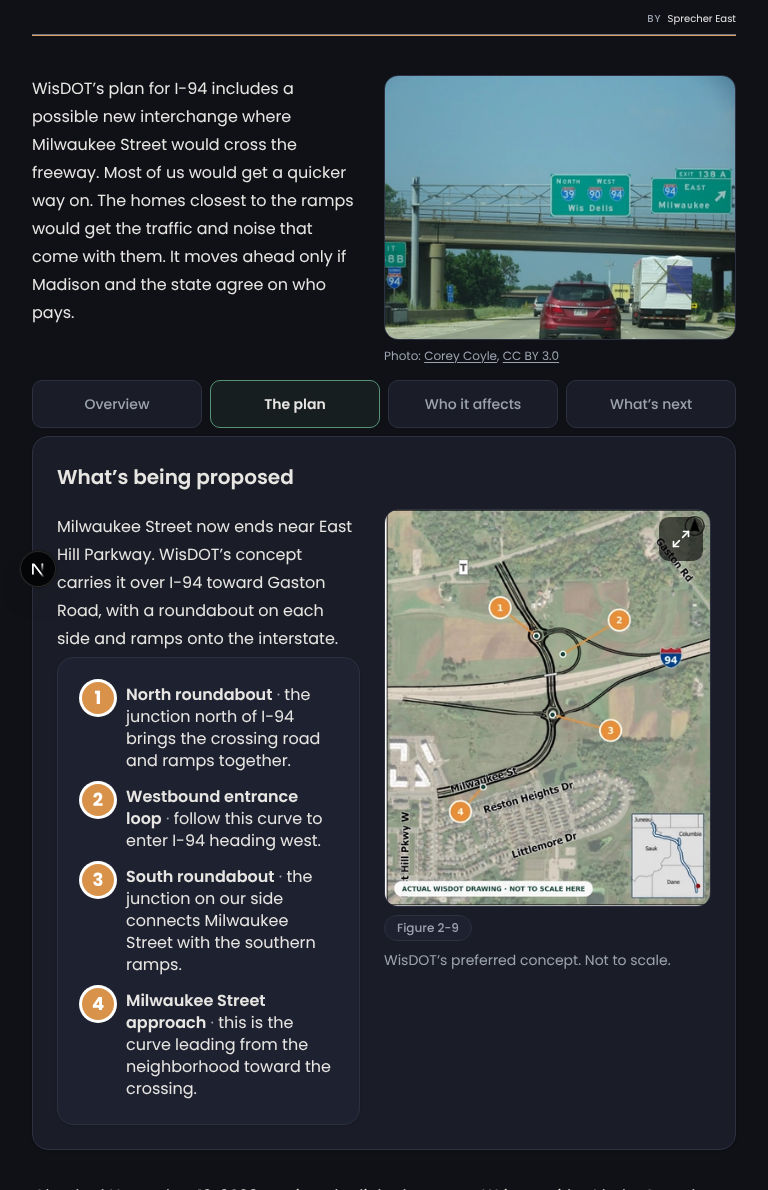 BY Sprecher East
WisDOT’s plan for I-94 includes a
possible new interchange where
Milwaukee Street would cross the
freeway. Most of us would get a quicker
way on. The homes closest to the ramps
would get the traffic and noise that
come with them. It moves ahead only if
Madison and the state agree on who
pays.
EXIT 138 A
NORTH WEST
39 90 94
Wis Dells
94 EAST
Milwaukee
94
Photo: Corey Coyle, CC BY 3.0
Overview
The plan
Who it affects
What’s next
What’s being proposed
Milwaukee Street now ends near East
Hill Parkway. WisDOT’s concept
carries it over I-94 toward Gaston
Road, with a roundabout on each
side and ramps onto the interstate.
N
1 North roundabout · the
junction north of I-94
brings the crossing road
and ramps together.
2 Westbound entrance
loop · follow this curve to
enter I-94 heading west.
3 South roundabout · the
junction on our side
connects Milwaukee
Street with the southern
ramps.
4 Milwaukee Street
approach · this is the
curve leading from the
neighborhood toward the
crossing.
Gaston Rd
T
1
2
94
3
Milwaukee St
4
Reston Heights Dr
Littlemore Dr
Hill Pkwy W
Juneau
Columbia
Sauk
Dane
ACTUAL WISDOT DRAWING · NOT TO SCALE HERE
Figure 2-9
WisDOT’s preferred concept. Not to scale.